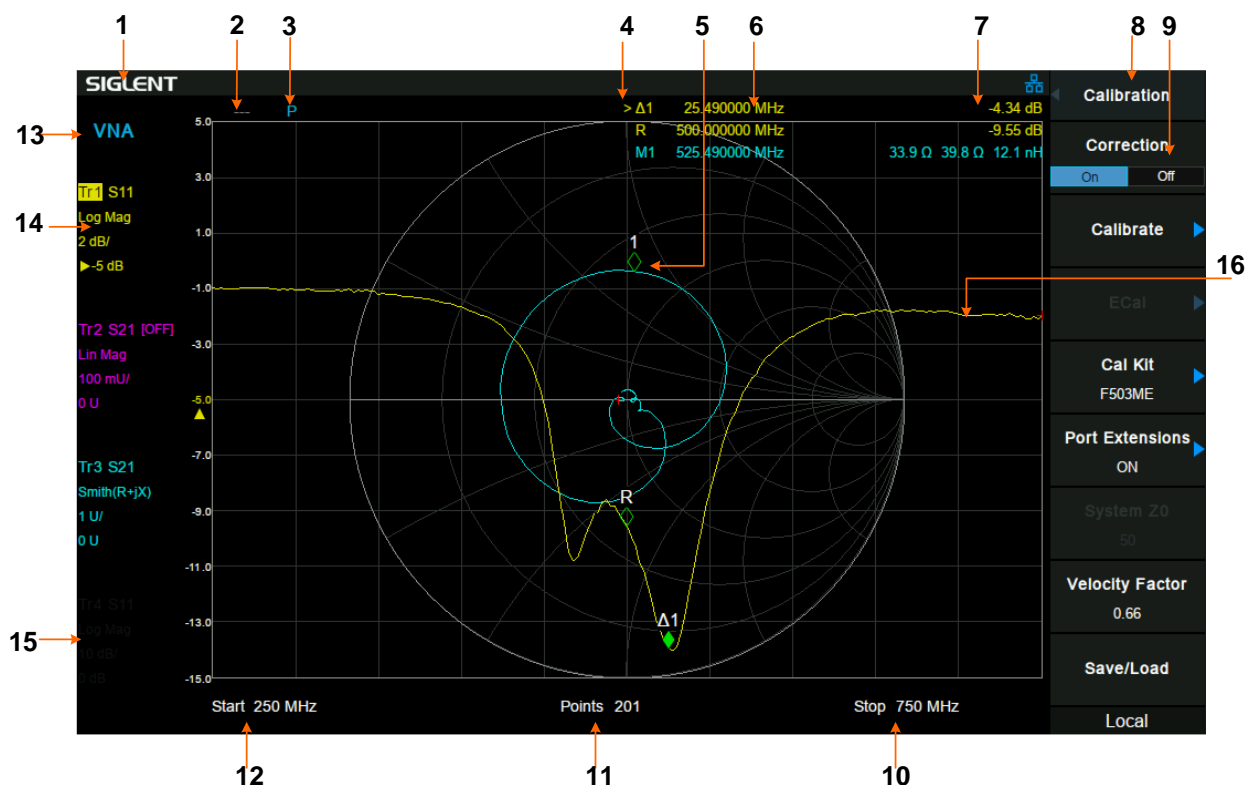 1 2 3 4 5 6 7 8 9
SIGLENT
--- P
> Δ1 25.490000 MHz -4.34 dB
R 500.000000 MHz -9.55 dB
M1 525.490000 MHz 33.9 Ω 39.8 Ω 12.1 nH
13
VNA
14
Tr1 S11
Log Mag
2 dB/
▶-5 dB
Tr2 S21 [OFF]
Lin Mag
100 mU/
0 U
Tr3 S21
Smith(R+jX)
1 U/
0 U
15
Tr4 S11
Log Mag
10 dB/
0 dB
5.0
3.0
1.0
-1.0
-3.0
-5.0
-7.0
-9.0
-11.0
-13.0
-15.0
1
R
Δ1
Start 250 MHz Points 201 Stop 750 MHz
Calibration
Correction
On Off
Calibrate
16
ECal
Cal Kit
F503ME
Port Extensions
ON
System Z0
50
Velocity Factor
0.66
Save/Load
Local
12 11 10